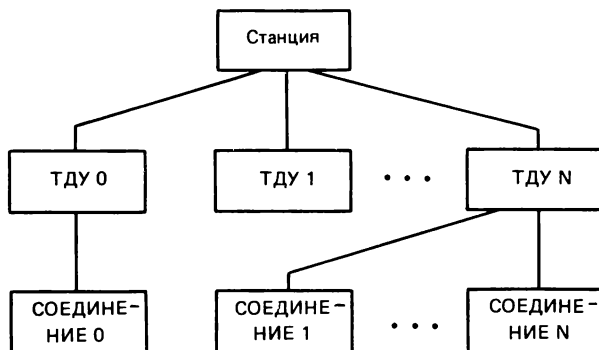 Станция
ТДУ 0
ТДУ 1
• • •
ТДУ N
СОЕДИНЕ-
НИЕ 0
СОЕДИНЕ-
НИЕ 1
• • •
СОЕДИНЕ-
НИЕ N